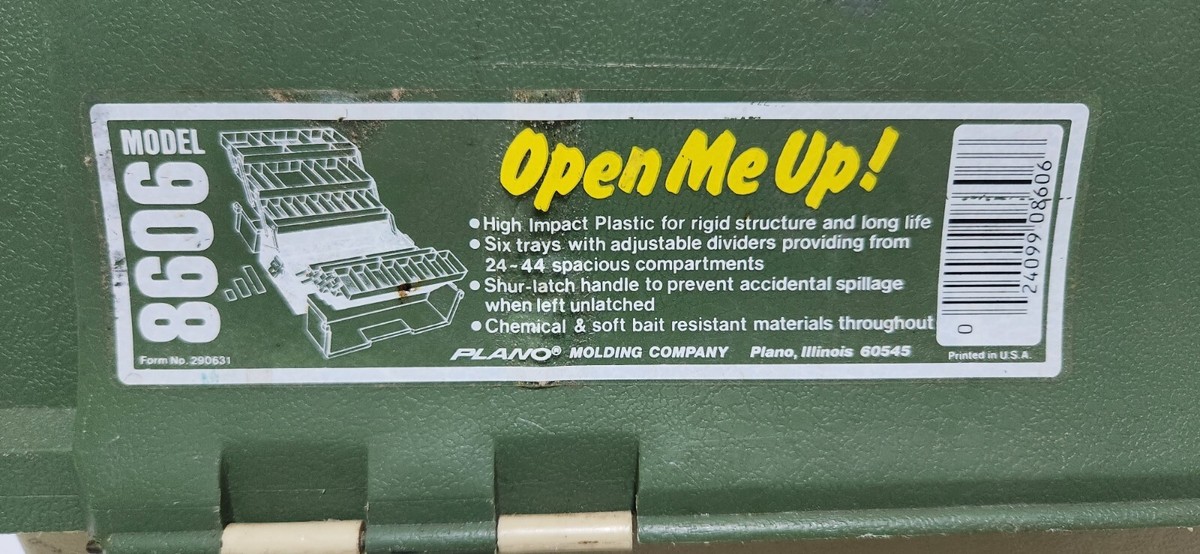 MODEL
8606
Form No. 290631
Open Me Up!
• High Impact Plastic for rigid structure and long life
• Six trays with adjustable dividers providing from
24-44 spacious compartments
• Shur-latch handle to prevent accidental spillage
when left unlatched
• Chemical & soft bait resistant materials throughout
PLANO® MOLDING COMPANY Plano, Illinois 60545
0 24099 08606
Printed in U.S.A.